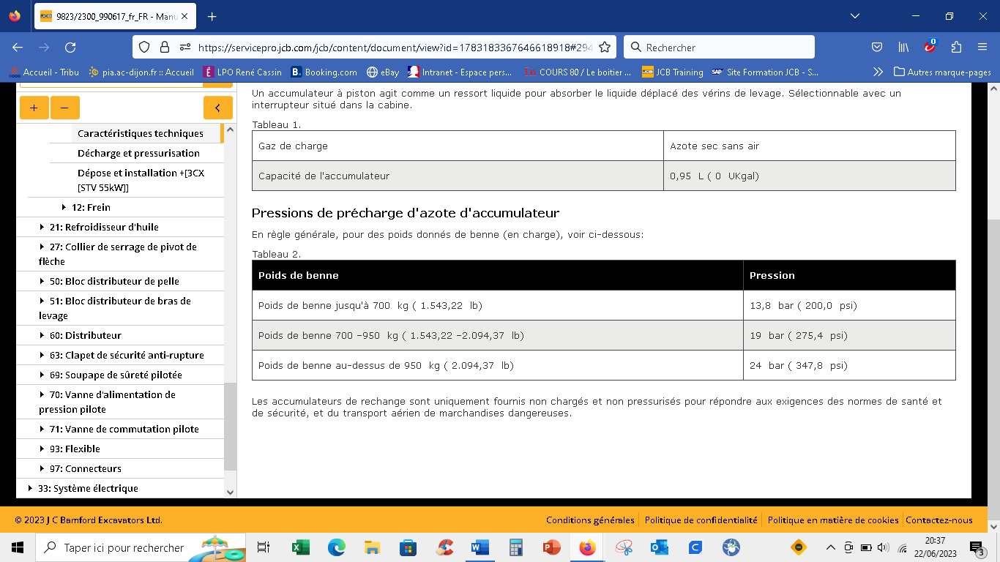 9823/2300_990617_fr_FR - Manu
https://servicepro.jcb.com/jcb/content/document/view?id=1783183367646618918#294
Rechercher
0
Accueil - Tribu
pia.ac-dijon.fr :: Accueil
LPO René Cassin
Booking.com
eBay
Intranet - Espace pers...
COURS 80 / Le boitier ...
JCB Training
Site Formation JCB - S...
Autres marque-pages
Caractéristiques techniques
Décharge et pressurisation
Dépose et installation +[3CX
[STV 55kW]]
12: Frein
21: Refroidisseur d'huile
27: Collier de serrage de pivot de
flèche
50: Bloc distributeur de pelle
51: Bloc distributeur de bras de
levage
60: Distributeur
63: Clapet de sécurité anti-rupture
69: Soupape de sûreté pilotée
70: Vanne d'alimentation de
pression pilote
71: Vanne de commutation pilote
93: Flexible
97: Connecteurs
33: Système électrique
Un accumulateur à piston agit comme un ressort liquide pour absorber le liquide déplacé des vérins de levage. Sélectionnable avec un
interrupteur situé dans la cabine.
Tableau 1.
Gaz de charge
Azote sec sans air
Capacité de l'accumulateur
0,95 L ( 0 UKgal)
Pressions de précharge d'azote d'accumulateur
En règle générale, pour des poids donnés de benne (en charge), voir ci-dessous:
Tableau 2.
Poids de benne
Pression
Poids de benne jusqu'à 700 kg ( 1.543,22 lb)
13,8 bar ( 200,0 psi)
Poids de benne 700 –950 kg ( 1.543,22 –2.094,37 lb)
19 bar ( 275,4 psi)
Poids de benne au-dessus de 950 kg ( 2.094,37 lb)
24 bar ( 347,8 psi)
Les accumulateurs de rechange sont uniquement fournis non chargés et non pressurisés pour répondre aux exigences des normes de santé et
de sécurité, et du transport aérien de marchandises dangereuses.
© 2023 J C Bamford Excavators Ltd.
Conditions générales
Politique de confidentialité
Politique en matière de cookies
Contactez-nous
Taper ici pour rechercher
20:37
22/06/2023
3